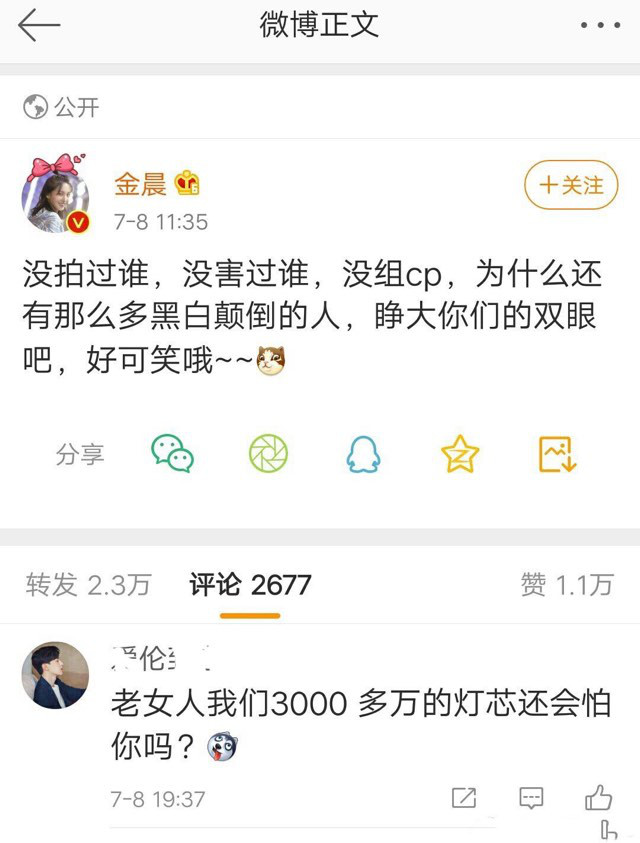 微博正文
公开
金晨
+关注
7-8 11:35
没拍过谁，没害过谁，没组cp，为什么还
有那么多黑白颠倒的人，睁大你们的双眼
吧，好可笑哦~~
分享
转发 2.3万 评论 2677 赞 1.1万
老女人我们3000 多万的灯芯还会怕
你吗？
7-8 19:37